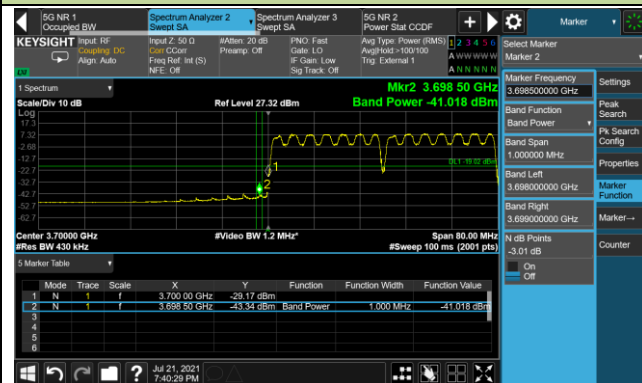 5G NR 1
Occupied BW
Spectrum Analyzer 2
Swept SA
Spectrum Analyzer 3
Swept SA
5G NR 2
Power Stat CCDF
Marker
KEYSIGHT
Input: RF
Coupling: DC
Align: Auto
Input Z: 50 Ω
Corr CCorr
Freq Ref: Int (S)
NFE: Off
#Atten: 20 dB
Preamp: Off
PNO: Fast
Gate: LO
IF Gain: Low
Sig Track: Off
Avg Type: Power (RMS)
Avg|Hold:>100/100
Trig: External 1
1 2 3 4 5 6
A W W W W W
A N N N N N
Select Marker
Marker 2
1 Spectrum
Scale/Div 10 dB
Ref Level 27.32 dBm
Mkr2 3.698 50 GHz
Band Power -41.018 dBm
Log
17.3
7.32
-2.68
-12.7
-22.7
-32.7
-42.7
-52.7
-62.7
DL1 -19.02 dBm
1
2
Center 3.70000 GHz
#Res BW 430 kHz
#Video BW 1.2 MHz*
Span 80.00 MHz
#Sweep 100 ms (2001 pts)
5 Marker Table
Mode Trace Scale X Y Function Function Width Function Value
1 N 1 f 3.700 00 GHz -29.17 dBm
2 N 1 f 3.698 50 GHz -43.34 dBm Band Power 1.000 MHz -41.018 dBm
3
4
5
6
Marker Frequency
3.698500000 GHz
Band Function
Band Power
Band Span
1.00000 MHz
Band Left
3.698000000 GHz
Band Right
3.699000000 GHz
N dB Points
-3.01 dB
On
Off
Settings
Peak
Search
Pk Search
Config
Properties
Marker
Function
Marker→
Counter
Jul 21, 2021
7:40:29 PM